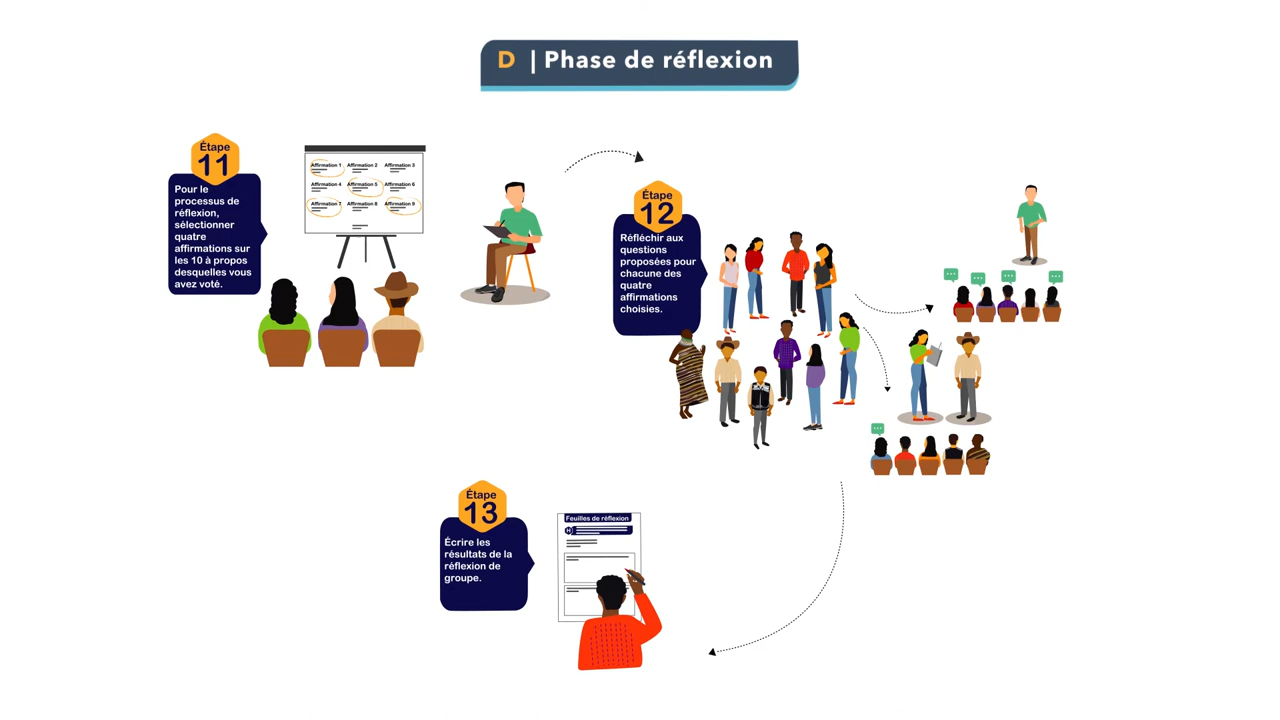 D | Phase de réflexion
Étape
11
Pour le
processus de
réflexion,
sélectionner
quatre
affirmations sur
les 10 à propos
desquelles vous
avez voté.
Affirmation 1 Affirmation 2 Affirmation 3
Affirmation 4 Affirmation 5 Affirmation 6
Affirmation 7 Affirmation 8 Affirmation 9
Étape
12
Réfléchir aux
questions
proposées pour
chacune des
quatre
affirmations
choisies.
Étape
13
Écrire les
résultats de la
réflexion de
groupe.
Feuilles de réflexion